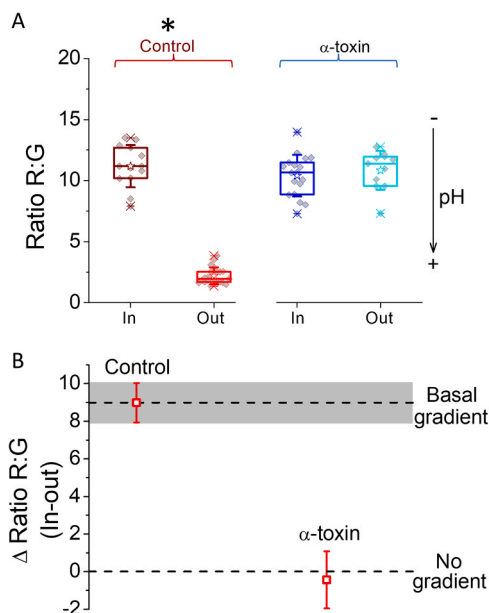 A
*
Control
α-toxin
20
15
10
5
0
Ratio R:G
In
Out
In
Out
-
pH
+
B
Control
10
8
6
4
2
0
-2
Δ Ratio R:G
(In-out)
Basal
gradient
α-toxin
No
gradient